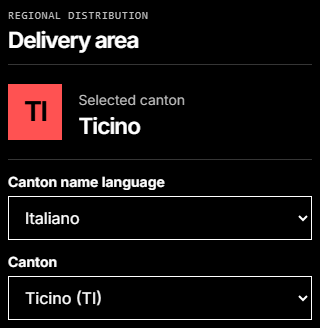 REGIONAL DISTRIBUTION
Delivery area
TI
Selected canton
Ticino
Canton name language
Italiano
Canton
Ticino (TI)